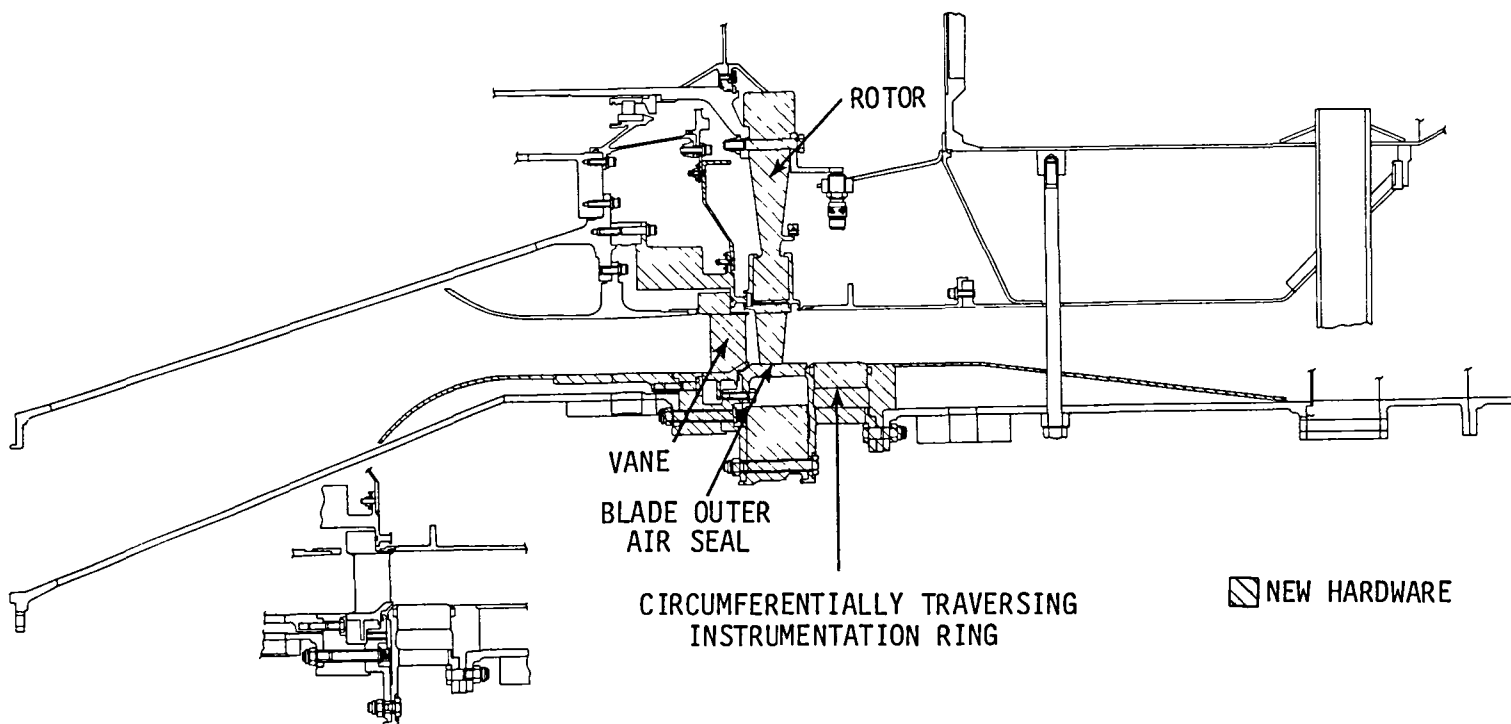 ROTOR
VANE
BLADE OUTER
AIR SEAL
CIRCUMFERENTIALLY TRAVERSING
INSTRUMENTATION RING
NEW HARDWARE